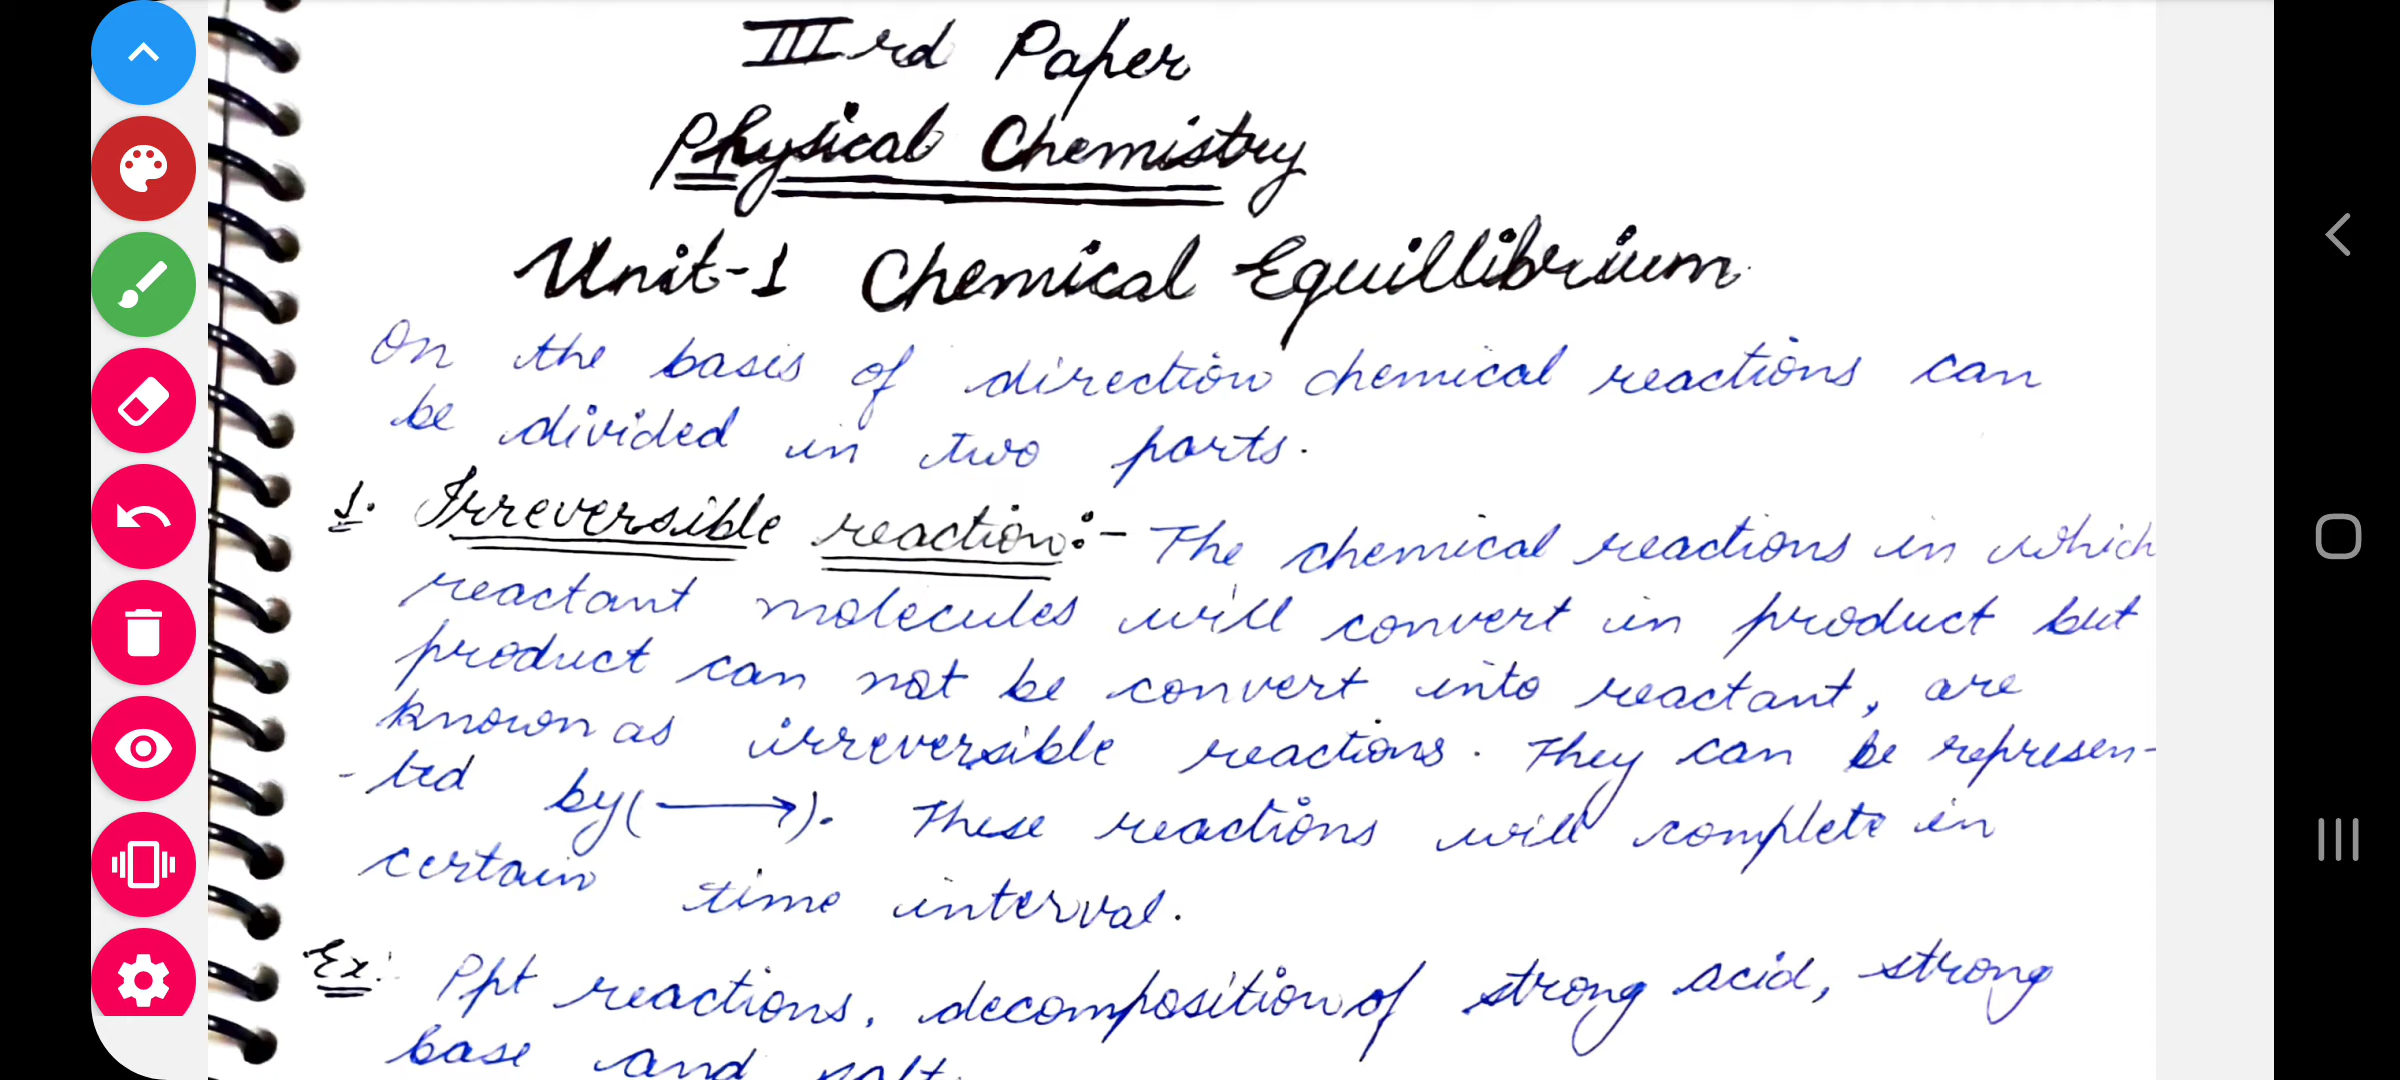 IIIrd Paper
Physical Chemistry
Unit-1 Chemical Equillibrium
On the basis of direction chemical reactions can
be divided in two parts.
1. Irreversible reaction:- The chemical reactions in which
reactant molecules will convert in product but
product can not be convert into reactant, are
known as irreversible reactions. They can be represen-
-ted by(⟶). These reactions will complete in
certain time interval.
Ex: Ppt reactions, decomposition of strong acid, strong
base and salt.